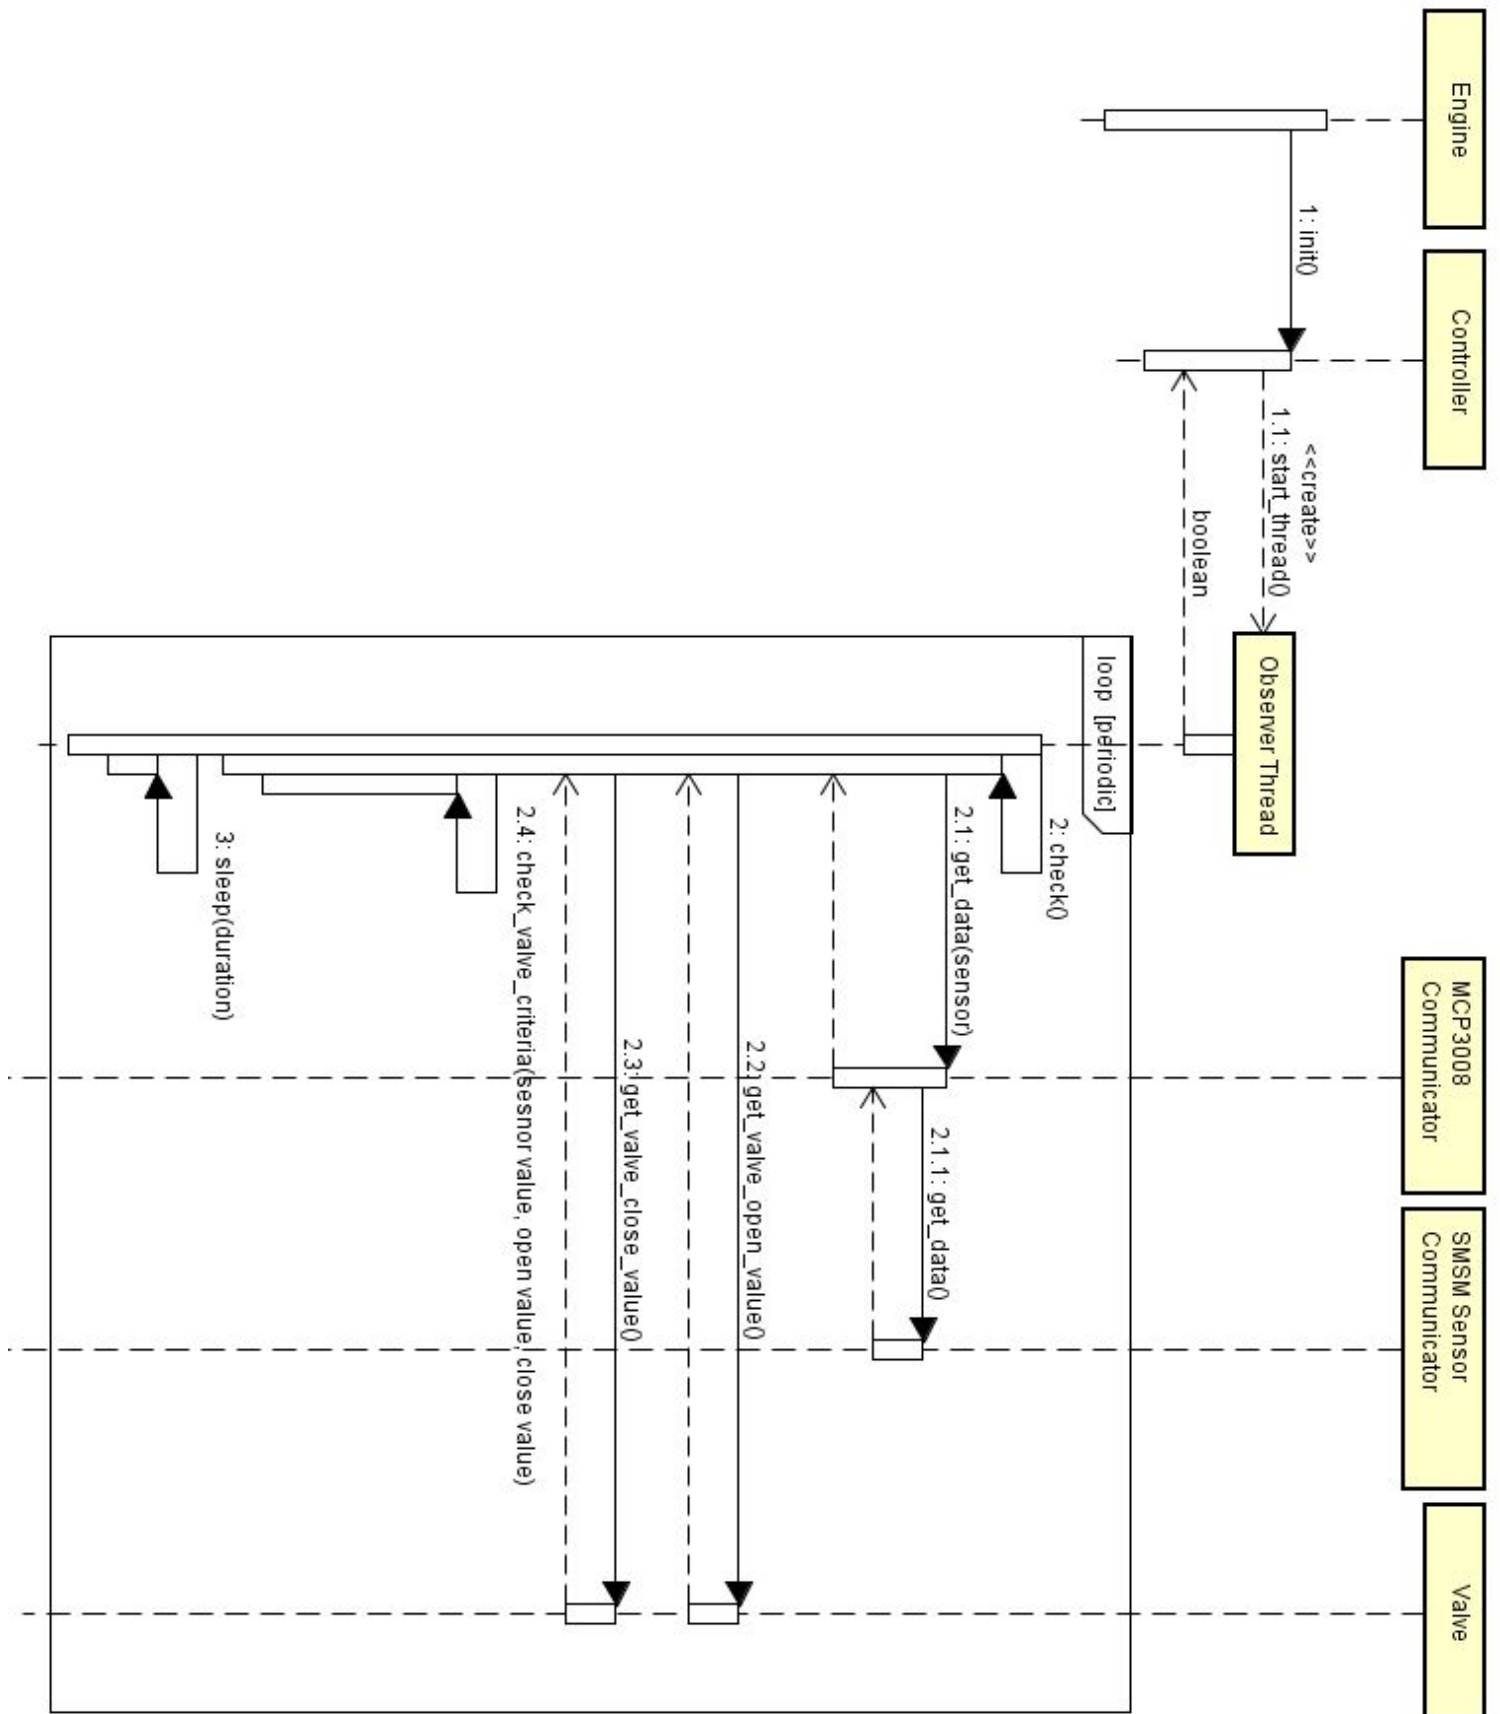 Engine
Controller
MCP3008
Communicator
SMSM Sensor
Communicator
Valve
1: init()
<<create>>
1.1: start_thread()
Observer Thread
boolean
loop [periodic]
2: check()
2.1: get_data(sensor)
2.1.1: get_data()
2.2: get_valve_open_value()
2.3: get_valve_close_value()
2.4: check_valve_criteria(sesnor value, open value, close value)
3: sleep(duration)